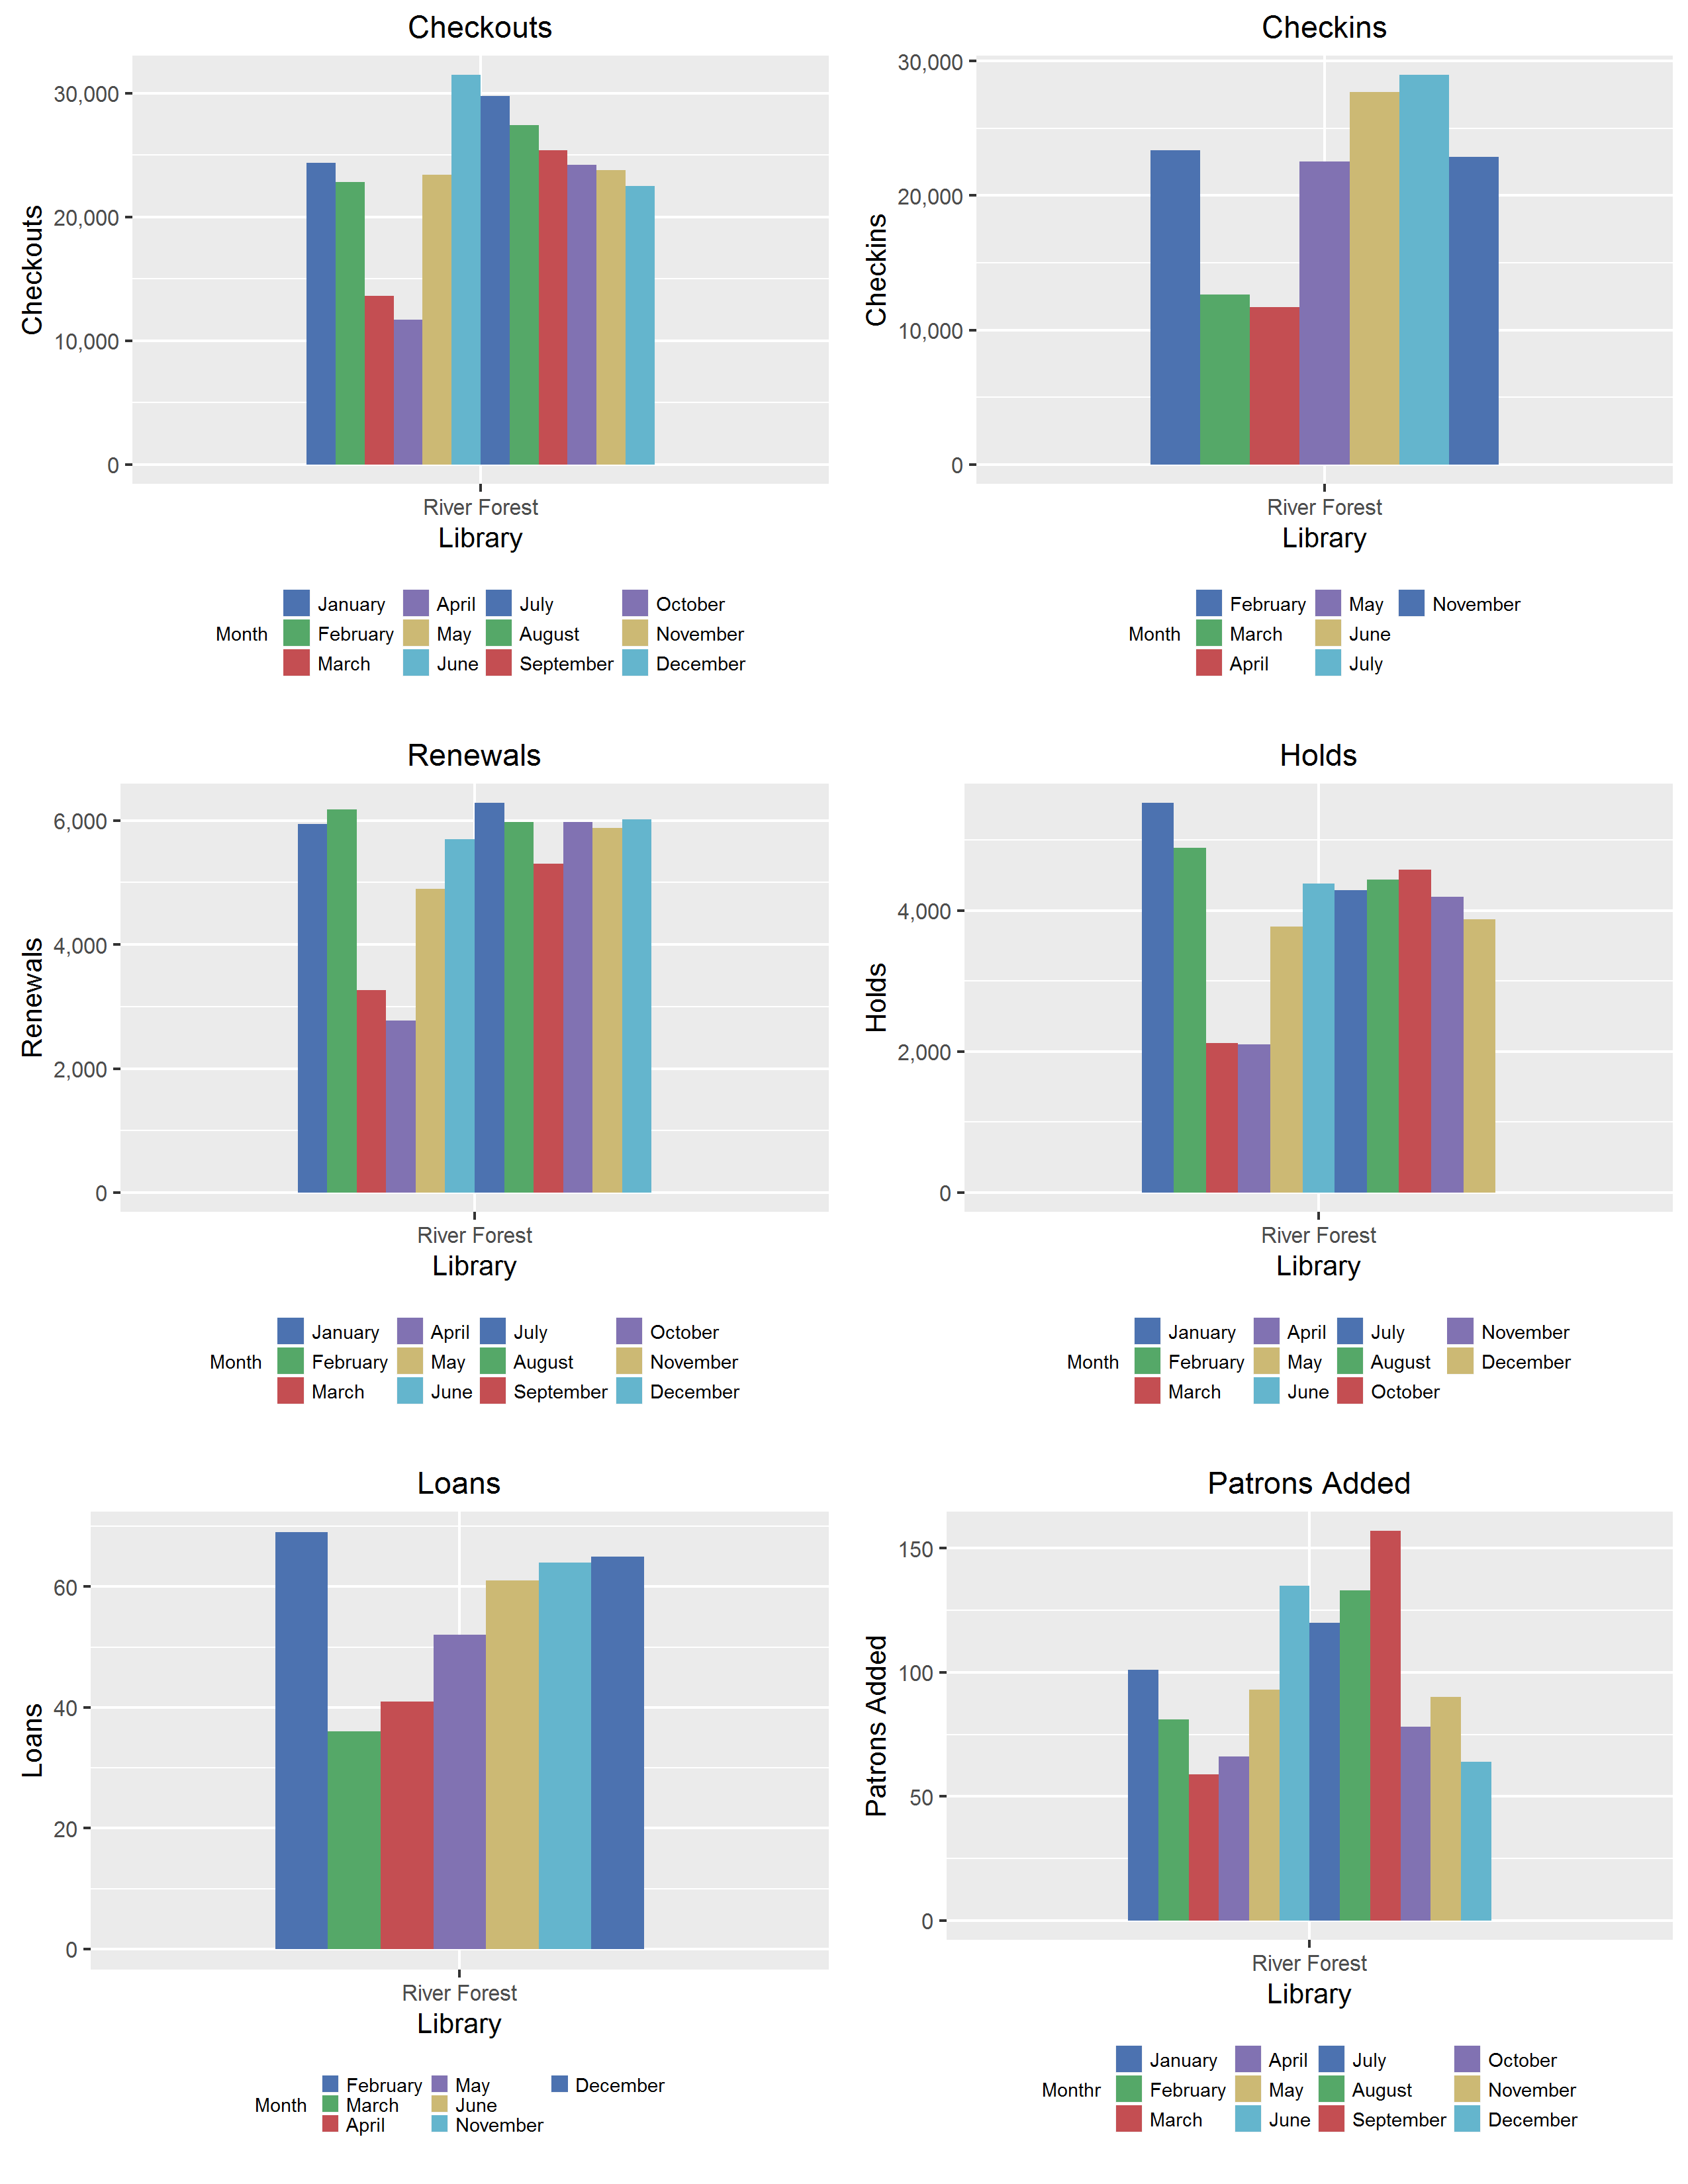 Checkouts
30,000
20,000
10,000
0
Checkouts
River Forest
Library
Month
January April July October
February May August November
March June September December
Checkins
30,000
20,000
10,000
0
Checkins
River Forest
Library
Month
February May November
March June
April July
Renewals
6,000
4,000
2,000
0
Renewals
River Forest
Library
Month
January April July October
February May August November
March June September December
Holds
4,000
2,000
0
Holds
River Forest
Library
Month
January April July November
February May August December
March June October
Loans
60
40
20
0
Loans
River Forest
Library
Month
February May December
March June
April November
Patrons Added
150
100
50
0
Patrons Added
River Forest
Library
Monthr
January April July October
February May August November
March June September December